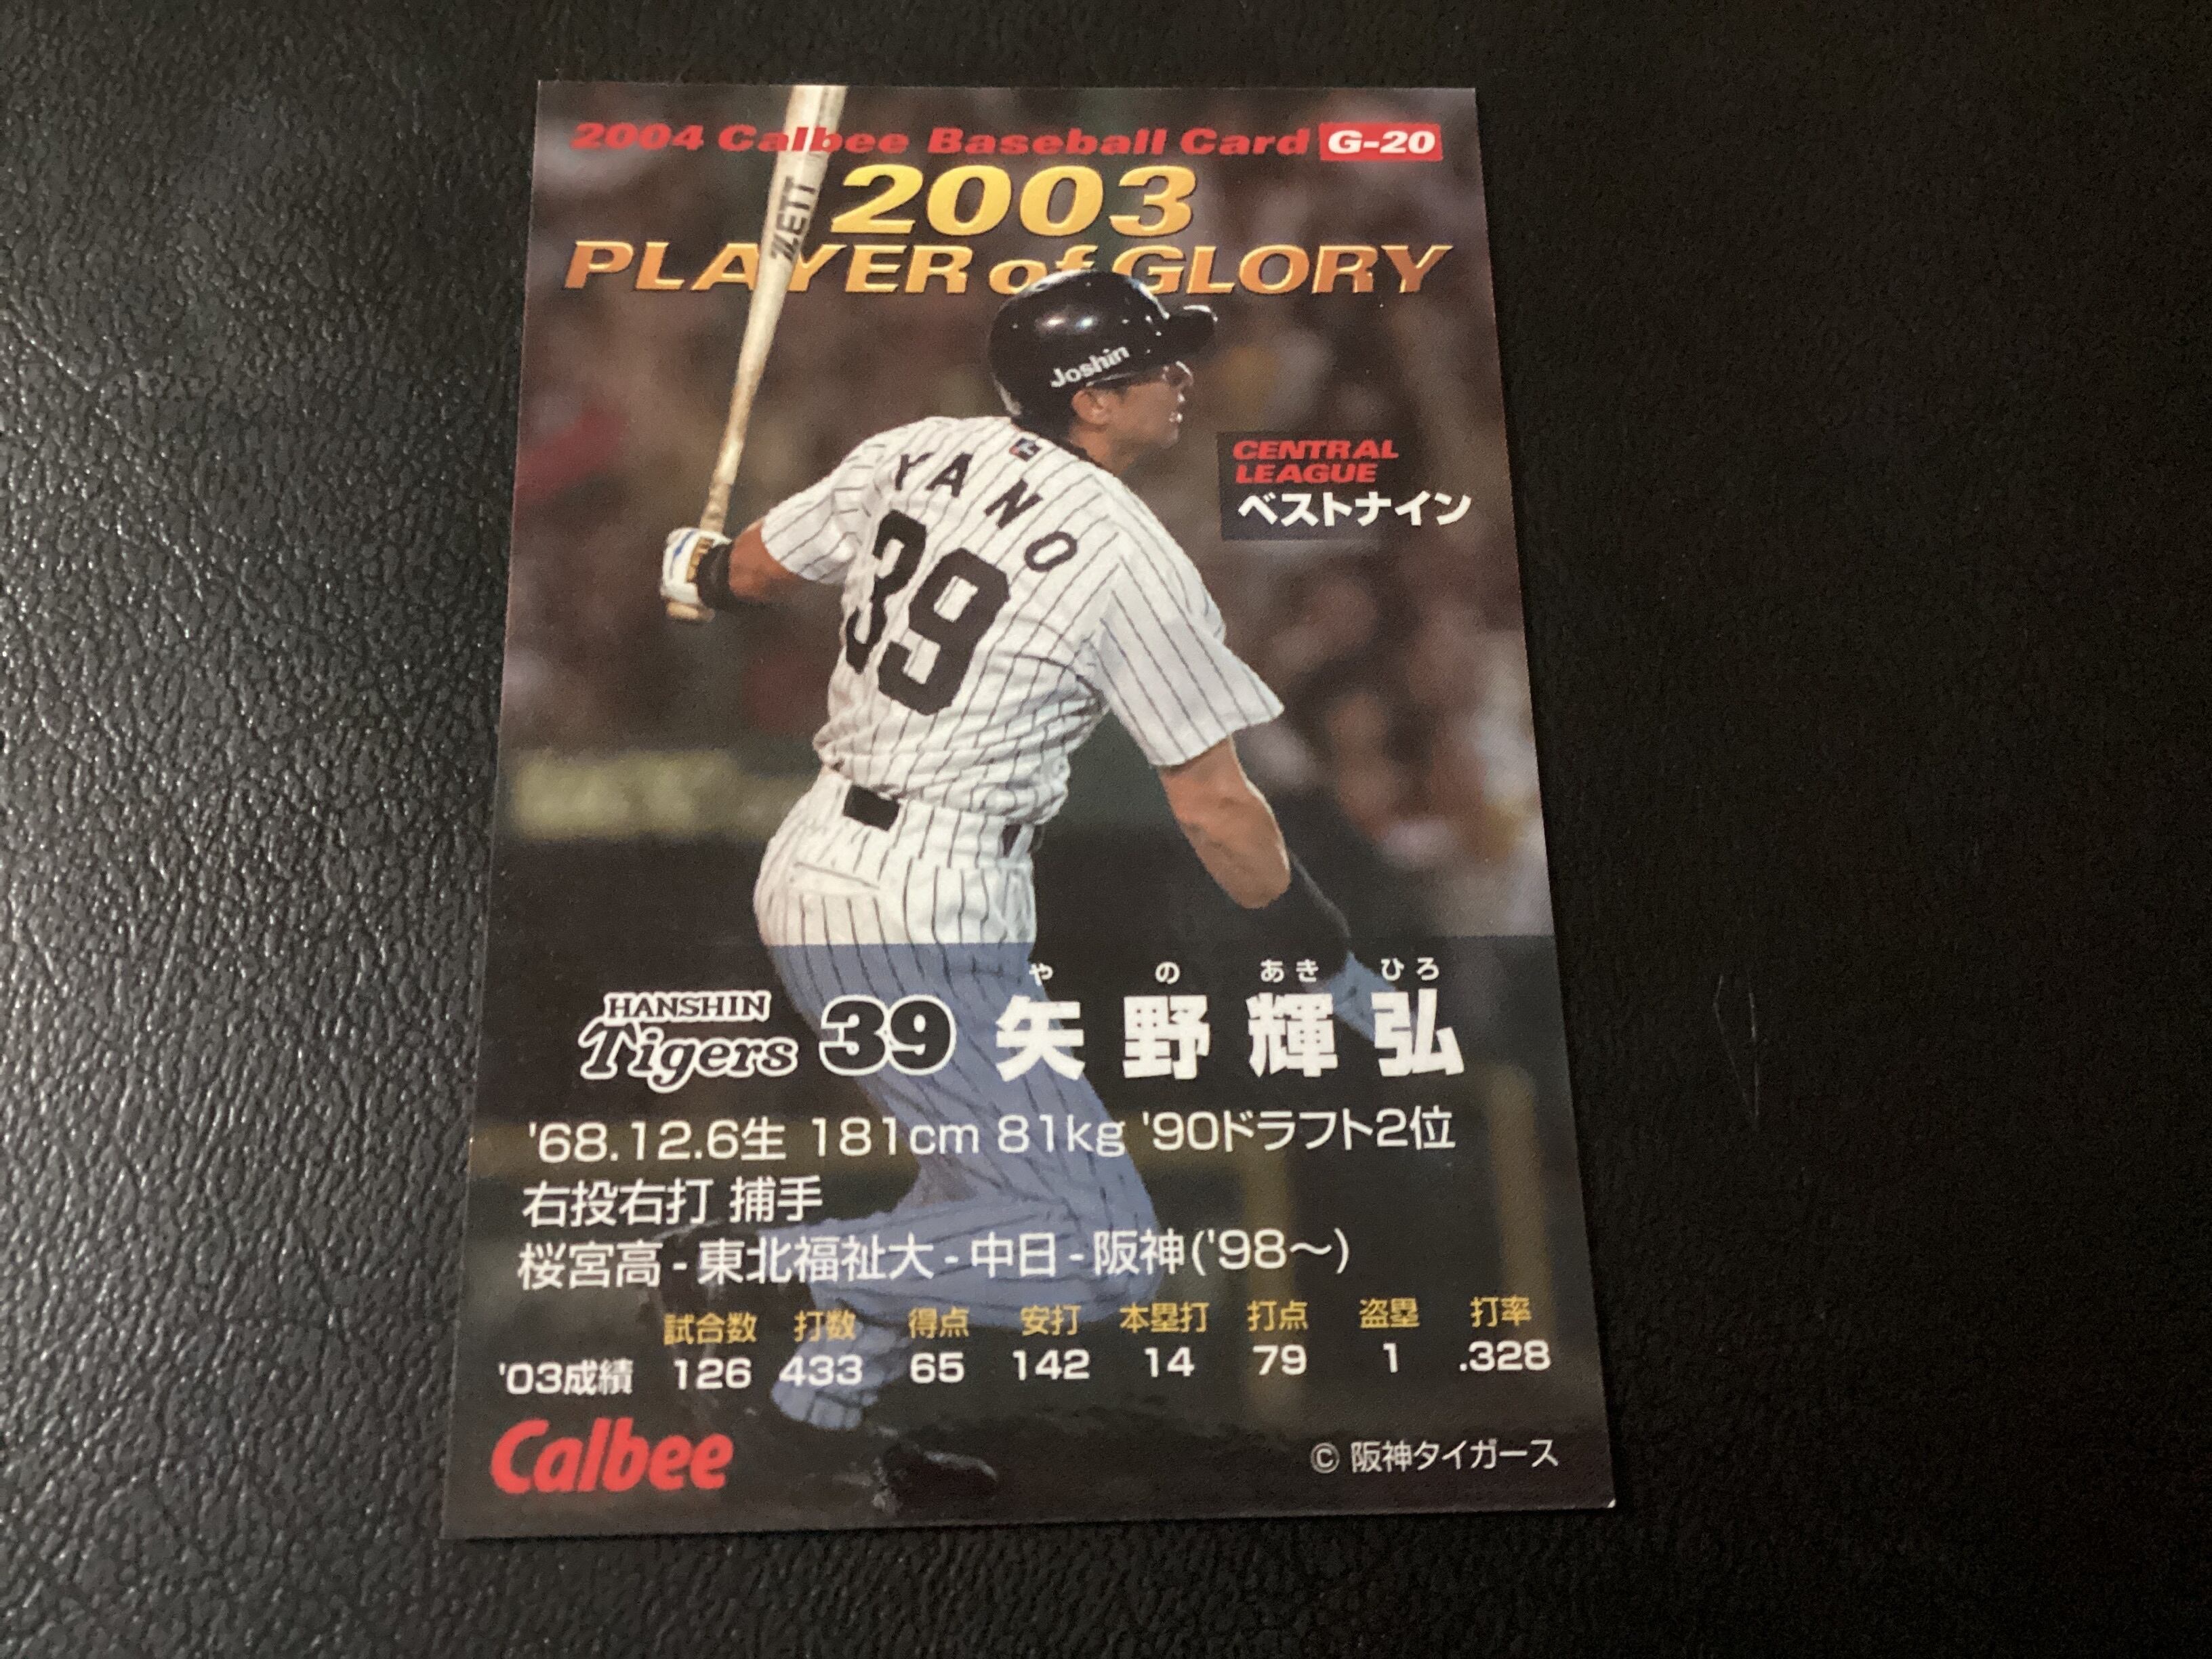 2004 Calbee Baseball Card G-20
2003
PLAYER of GLORY
ZETT
Joshin
CENTRAL
LEAGUE
ベストナイン
YANO
39
や の あき ひろ
HANSHIN
Tigers 39 矢野輝弘
'68.12.6生 181cm 81kg '90ドラフト2位
右投右打 捕手
桜宮高-東北福祉大-中日-阪神('98〜)
試合数 打数 得点 安打 本塁打 打点 盗塁 打率
'03成績 126 433 65 142 14 79 1 .328
Calbee
© 阪神タイガース